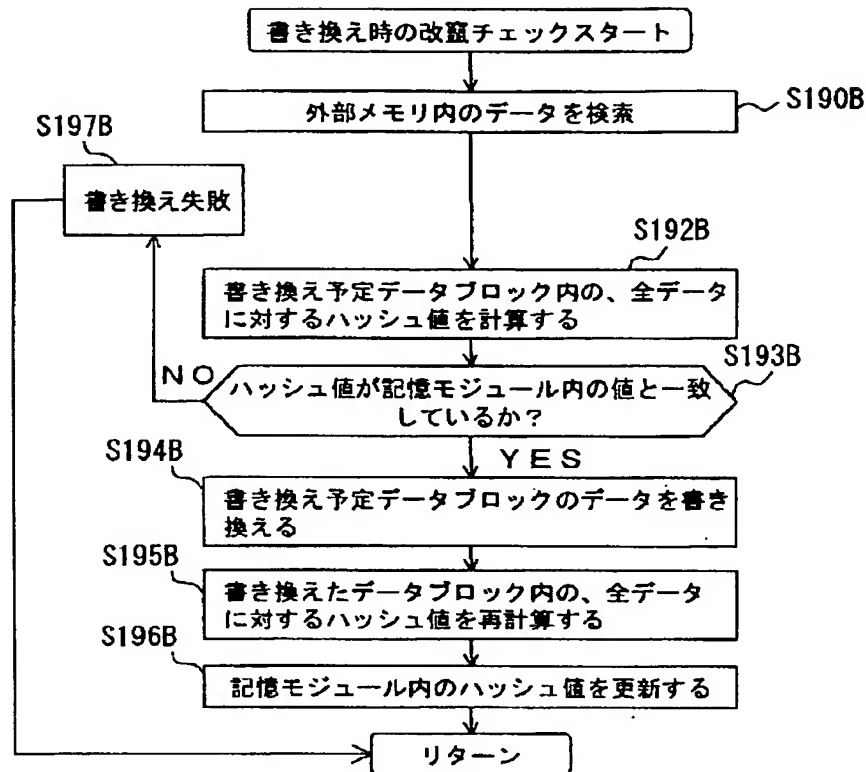 書き換え時の改竄チェックスタート
S190B
外部メモリ内のデータを検索
S197B
書き換え失敗
S192B
書き換え予定データブロック内の、全データ
に対するハッシュ値を計算する
S193B
NO
ハッシュ値が記憶モジュール内の値と一致
しているか?
YES
S194B
書き換え予定データブロックのデータを書き
換える
S195B
書き換えたデータブロック内の、全データ
に対するハッシュ値を再計算する
S196B
記憶モジュール内のハッシュ値を更新する
リターン